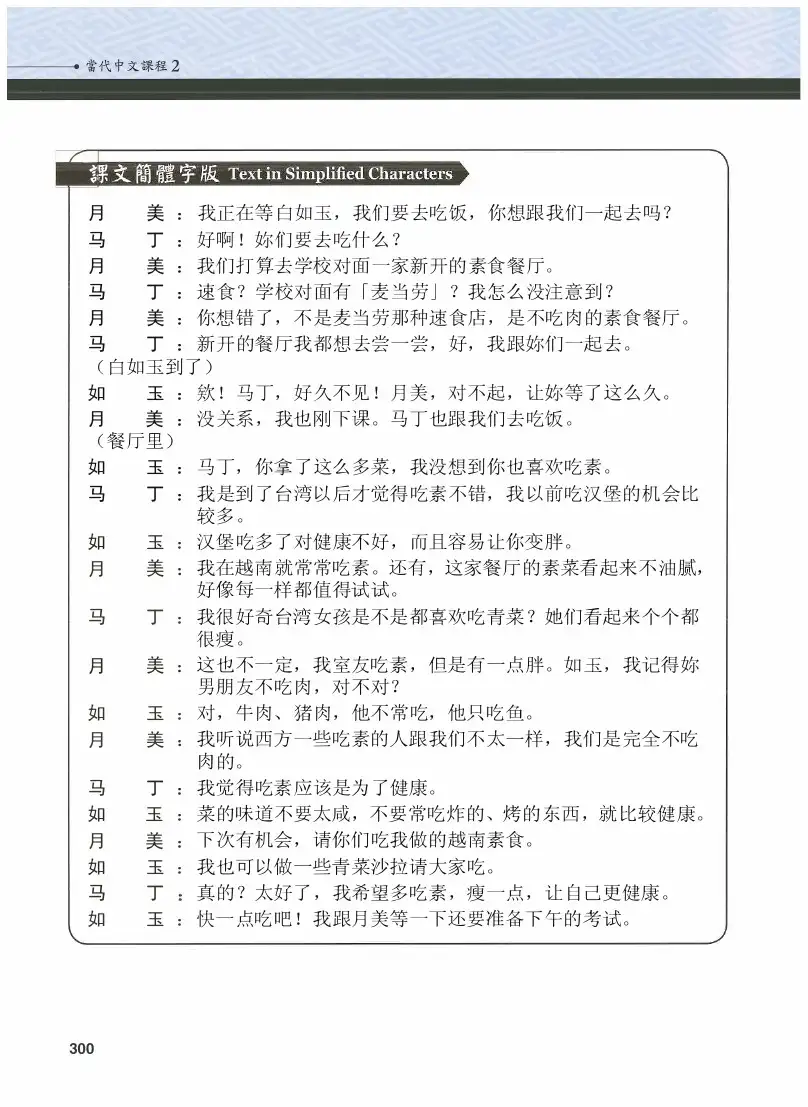 當代中文課程 2
課文簡體字版 Text in Simplified Characters
月 美：我正在等白如玉，我们要去吃饭，你想跟我们一起去吗？
马 丁：好啊！妳们要去吃什么？
月 美：我们打算去学校对面一家新开的素食餐厅。
马 丁：速食？学校对面有「麦当劳」？我怎么没注意到？
月 美：你想错了，不是麦当劳那种速食店，是不吃肉的素食餐厅。
马 丁：新开的餐厅我都想去尝一尝，好，我跟妳们一起去。
（白如玉到了）
如 玉：欸！马丁，好久不见！月美，对不起，让妳等了这么久。
月 美：没关系，我也刚下课。马丁也跟我们去吃饭。
（餐厅里）
如 玉：马丁，你拿了这么多菜，我没想到你也喜欢吃素。
马 丁：我是到了台湾以后才觉得吃素不错，我以前吃汉堡的机会比
较多。
如 玉：汉堡吃多了对健康不好，而且容易让你变胖。
月 美：我在越南就常常吃素。还有，这家餐厅的素菜看起来不油腻，
好像每一样都值得试试。
马 丁：我很好奇台湾女孩是不是都喜欢吃青菜？她们看起来个个都
很瘦。
月 美：这也不一定，我室友吃素，但是有一点胖。如玉，我记得妳
男朋友不吃肉，对不对？
如 玉：对，牛肉、猪肉，他不常吃，他只吃鱼。
月 美：我听说西方一些吃素的人跟我们不太一样，我们是完全不吃
肉的。
马 丁：我觉得吃素应该是为了健康。
如 玉：菜的味道不要太咸，不要常吃炸的、烤的东西，就比较健康。
月 美：下次有机会，请你们吃我做的越南素食。
如 玉：我也可以做一些青菜沙拉请大家吃。
马 丁：真的？太好了，我希望多吃素，瘦一点，让自己更健康。
如 玉：快一点吃吧！我跟月美等一下还要准备下午的考试。
300